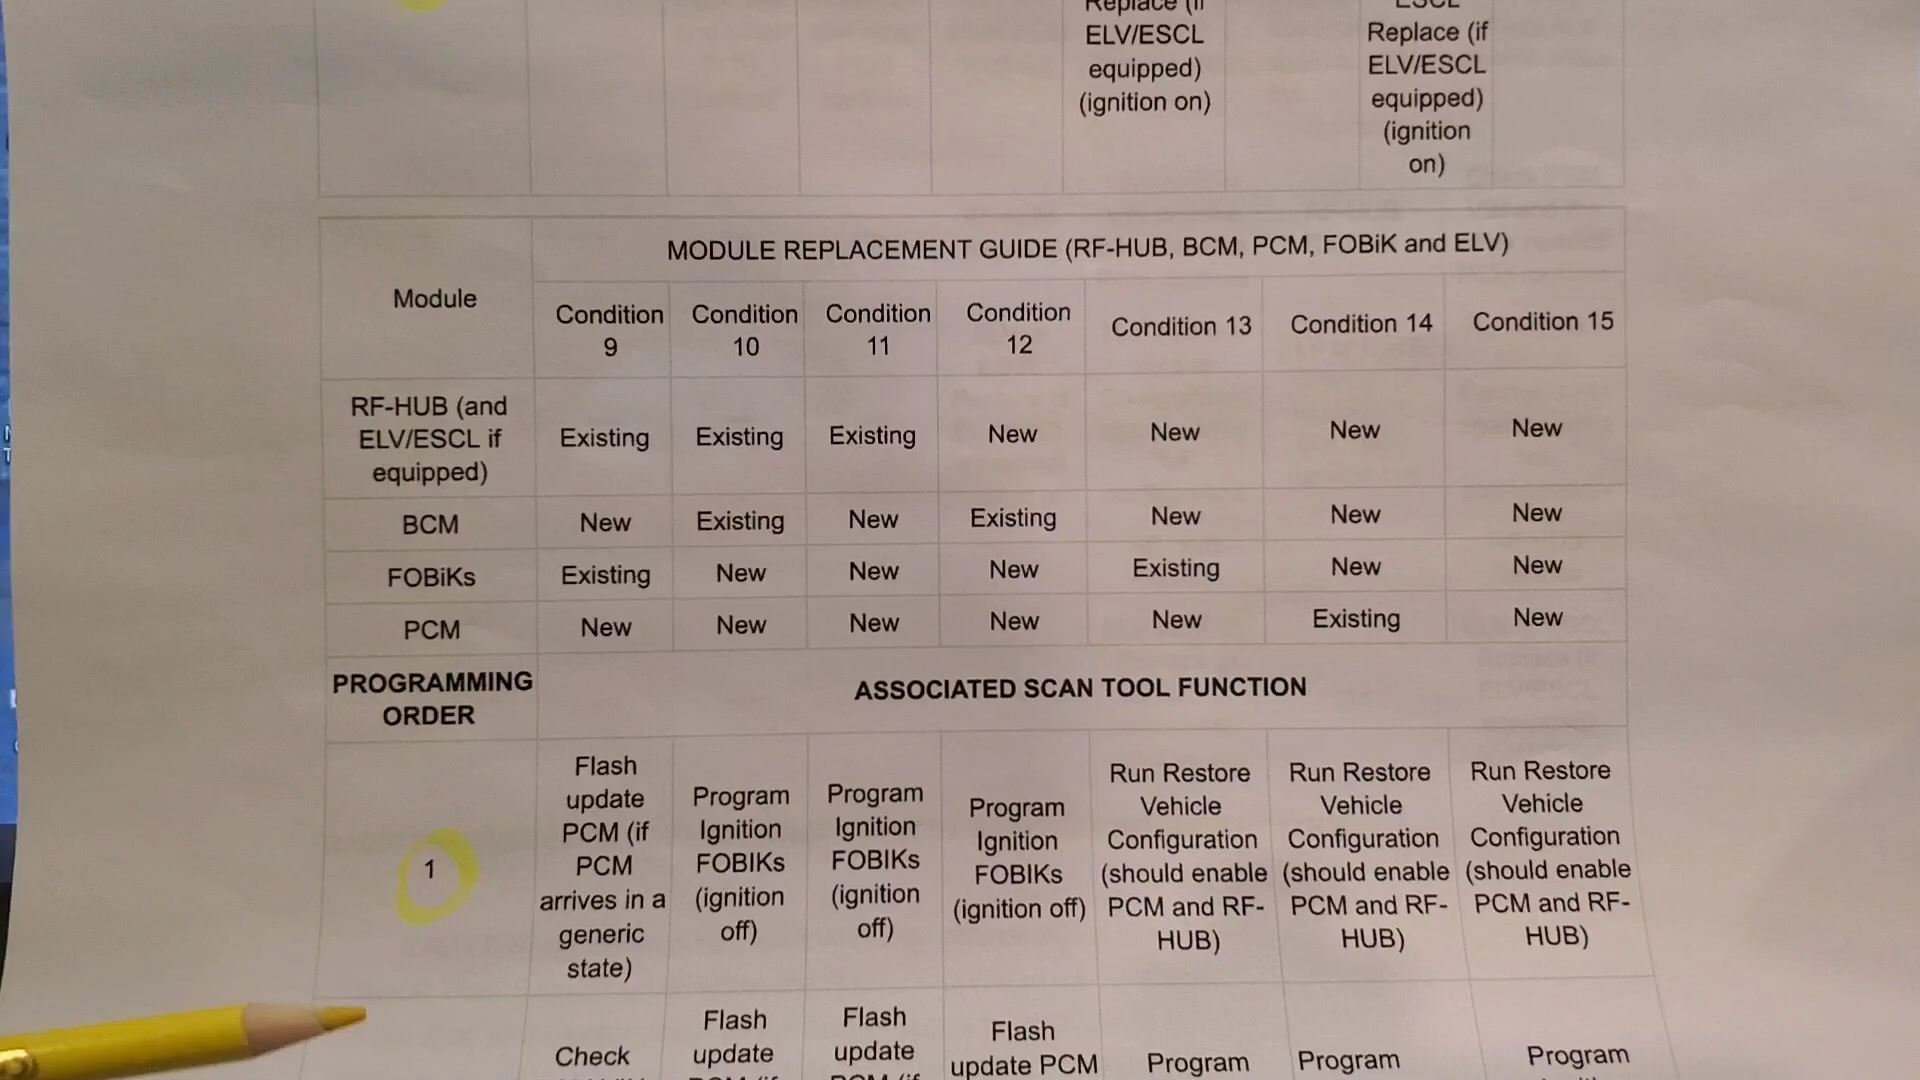 Replace (if
ELV/ESCL
equipped)
(ignition on)
ESCL
Replace (if
ELV/ESCL
equipped)
(ignition
on)
Module
MODULE REPLACEMENT GUIDE (RF-HUB, BCM, PCM, FOBiK and ELV)
Condition
9
Condition
10
Condition
11
Condition
12
Condition 13
Condition 14
Condition 15
RF-HUB (and
ELV/ESCL if
equipped)
Existing
Existing
Existing
New
New
New
New
BCM
New
Existing
New
Existing
New
New
New
FOBiKs
Existing
New
New
New
Existing
New
New
PCM
New
New
New
New
New
Existing
New
PROGRAMMING
ORDER
ASSOCIATED SCAN TOOL FUNCTION
1
Flash
update
PCM (if
PCM
arrives in a
generic
state)
Program
Ignition
FOBIKs
(ignition
off)
Program
Ignition
FOBIKs
(ignition
off)
Program
Ignition
FOBIKs
(ignition off)
Run Restore
Vehicle
Configuration
(should enable
PCM and RF-
HUB)
Run Restore
Vehicle
Configuration
(should enable
PCM and RF-
HUB)
Run Restore
Vehicle
Configuration
(should enable
PCM and RF-
HUB)
Check
Flash
update
Flash
update
Flash
update PCM
Program
Program
Program